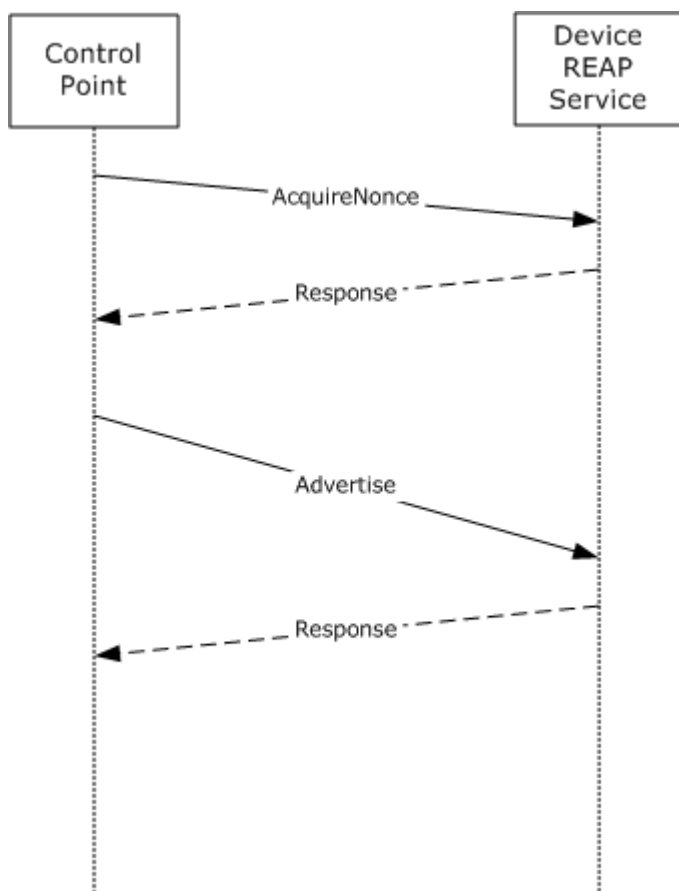 Control
Point
Device
REAP
Service
AcquireNonce
Response
Advertise
Response